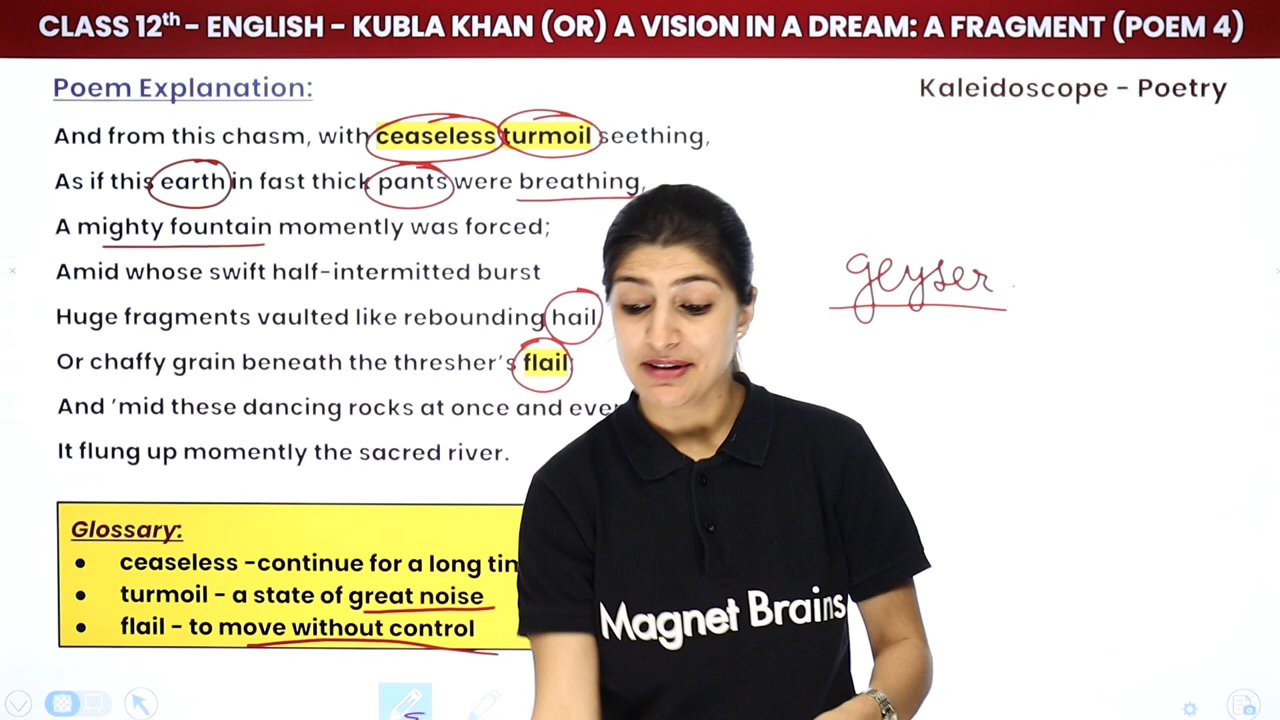 CLASS 12th – ENGLISH – KUBLA KHAN (OR) A VISION IN A DREAM: A FRAGMENT (POEM 4)
Poem Explanation:
Kaleidoscope – Poetry
And from this chasm, with ceaseless turmoil seething,
As if this earth in fast thick pants were breathing,
A mighty fountain momently was forced;
Amid whose swift half-intermitted burst
Huge fragments vaulted like rebounding hail
Or chaffy grain beneath the thresher's flail
And 'mid these dancing rocks at once and
It flung up momently the sacred river.
geyser
Glossary:
● ceaseless –continue for a long
● turmoil – a state of great noise
● flail – to move without control
Magnet Brains